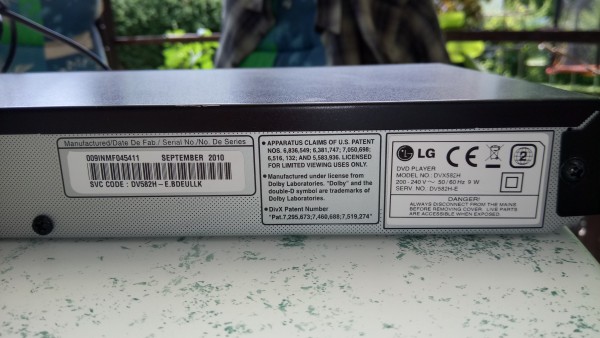 Manufactured/Date De Fab / Serial No./No. De Series
009INMF045411 SEPTEMBER 2010
SVC CODE : DV582H - E.BDEULLK
• APPARATUS CLAIMS OF U.S. PATENT
NOS. 6,836,549; 6,381,747; 7,050,698;
6,516,132; AND 5,583,936. LICENSED
FOR LIMITED VIEWING USES ONLY.
• Manufactured under license from
Dolby Laboratories. "Dolby" and the
double-D symbol are trademarks of
Dolby Laboratories.
• DivX Patent Number
"Pat.7,295,673;7,460,688;7,519,274"
LG CE 2
DVD PLAYER
MODEL NO : DVX582H
200-240 V~ 50/60 Hz 9 W
SERV NO. DV582H-E
DANGER!
ALWAYS DISCONNECT FROM THE MAINS
BEFORE REMOVING COVER. LIVE PARTS
ARE ACCESSIBLE WHEN EXPOSED.